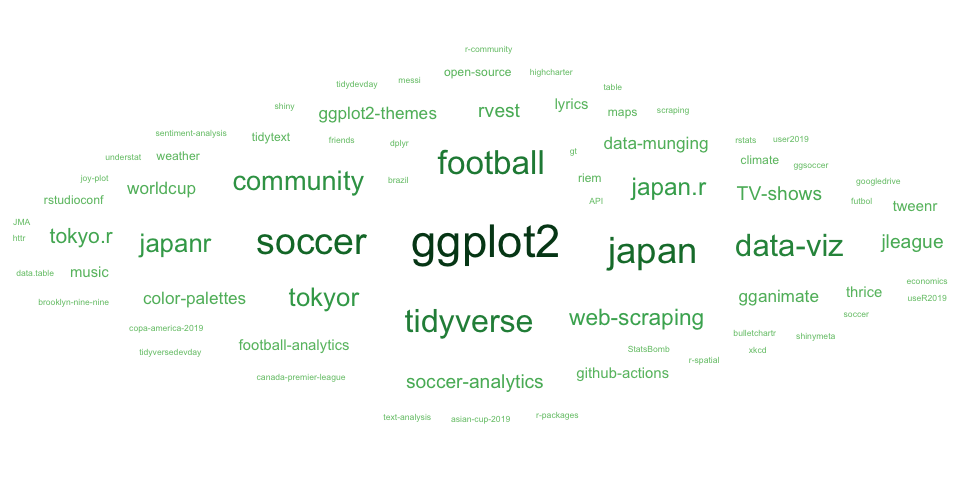 r-community
open-source
highcharter
tidydevday
messi
table
shiny
ggplot2-themes
rvest
lyrics
maps
scraping
sentiment-analysis
tidytext
friends
dplyr
football
gt
data-munging
rstats
user2019
understat
weather
climate
ggsoccer
joy-plot
worldcup
community
brazil
riem
japan.r
TV-shows
googledrive
rstudioconf
API
futbol
tweenr
JMA
httr
tokyo.r
japanr
soccer
ggplot2
japan
data-viz
jleague
data.table
music
economics
brooklyn-nine-nine
color-palettes
tokyor
gganimate
thrice
useR2019
copa-america-2019
tidyverse
web-scraping
soccer
bulletchartr
shinymeta
tidyversedevday
football-analytics
StatsBomb
r-spatial
xkcd
canada-premier-league
soccer-analytics
github-actions
text-analysis
asian-cup-2019
r-packages